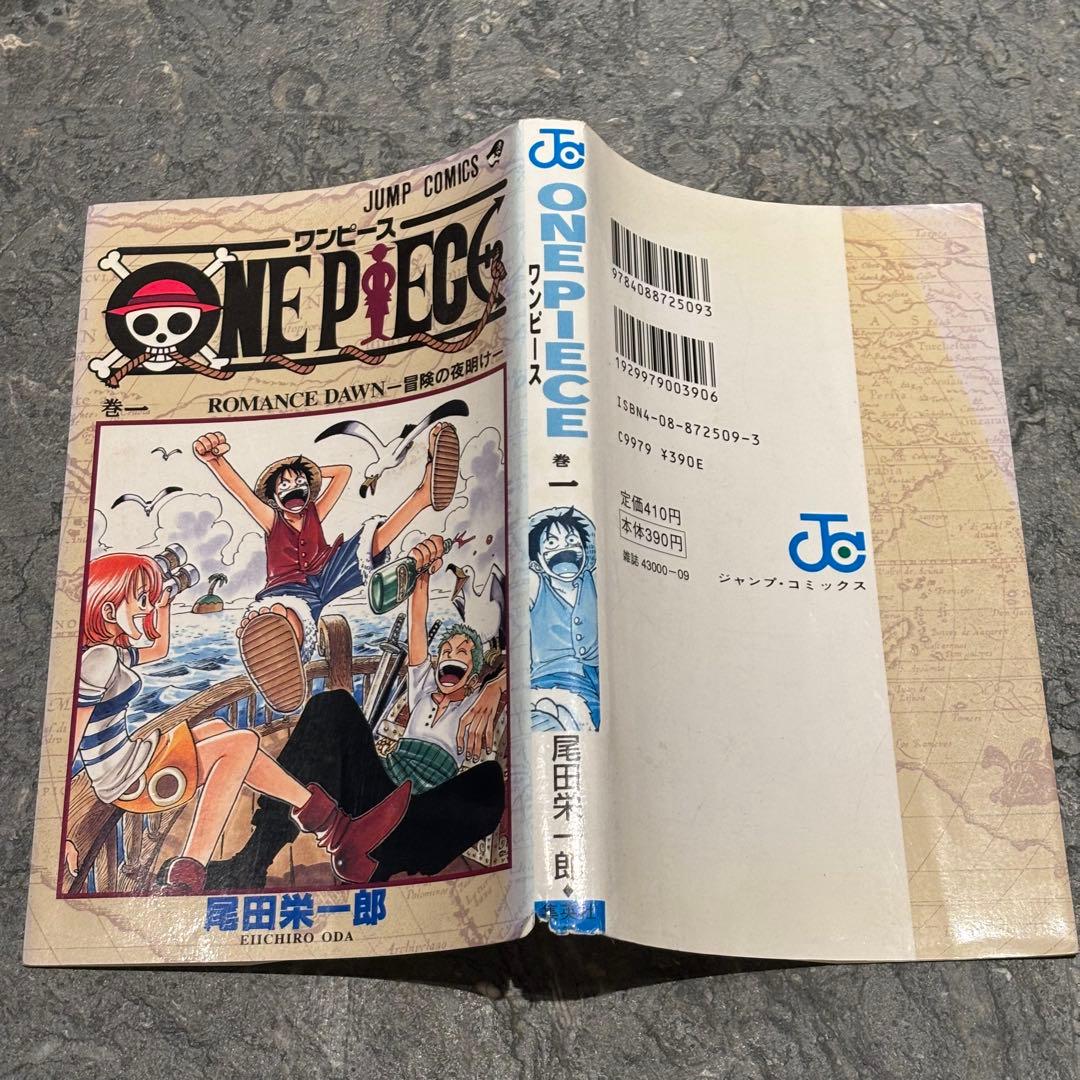 JUMP COMICS
ワンピース
ONE PIECE
巻一
ROMANCE DAWN—冒険の夜明け—
尾田栄一郎
EIICHIRO ODA
JC
ONE PIECE
ワンピース
巻一
尾田栄一郎
集英社
9784088725093
1929979003906
ISBN4-08-872509-3
C9979 ¥390E
定価410円
本体390円
雑誌 43000-09
JC
ジャンプ・コミックス